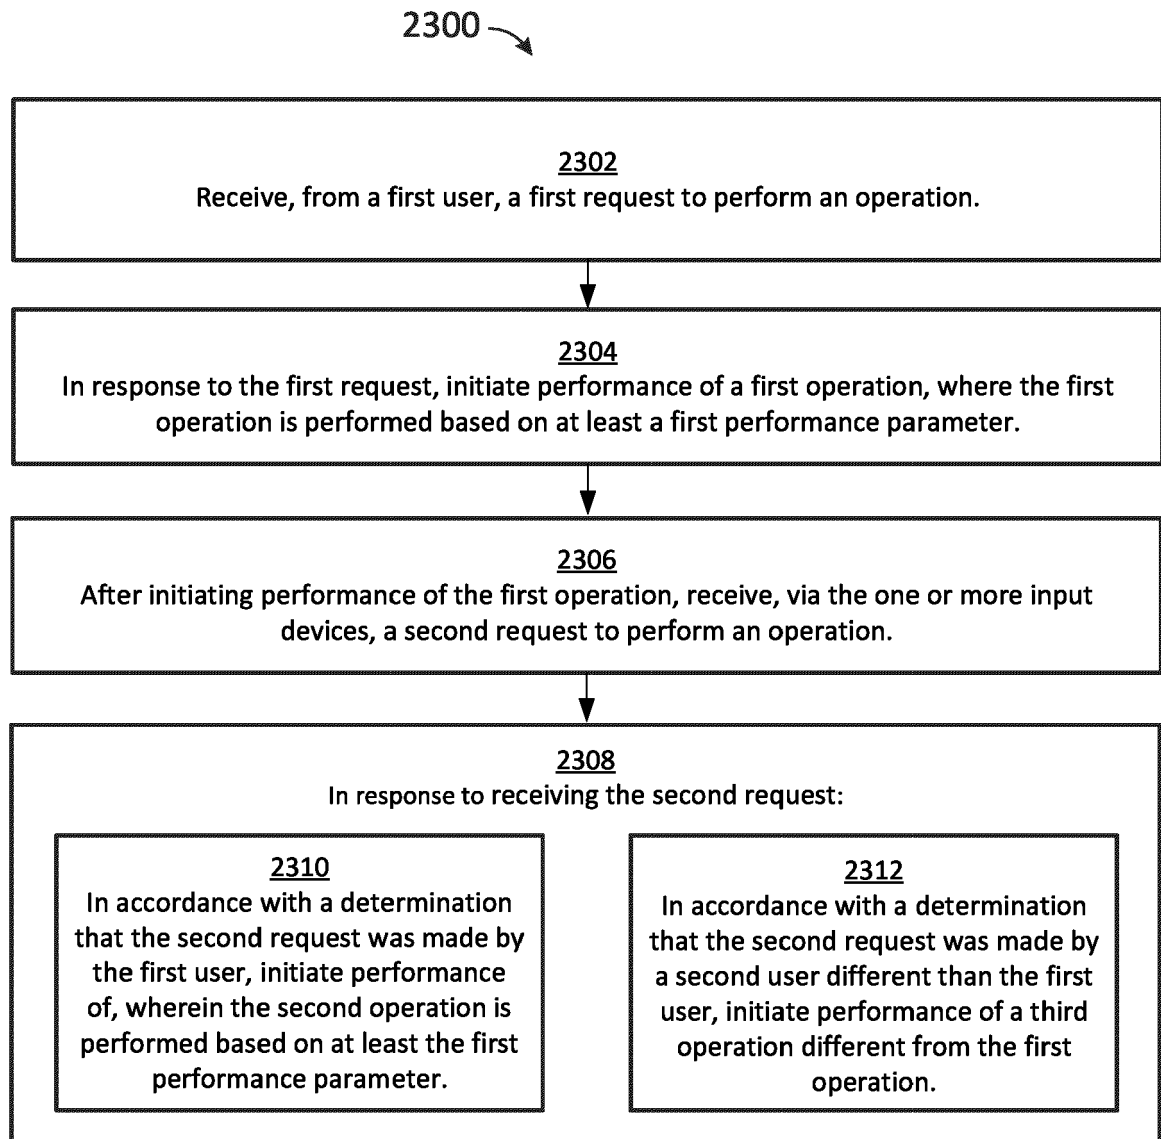 2300
2302
Receive, from a first user, a first request to perform an operation.
2304
In response to the first request, initiate performance of a first operation, where the first
operation is performed based on at least a first performance parameter.
2306
After initiating performance of the first operation, receive, via the one or more input
devices, a second request to perform an operation.
2308
In response to receiving the second request:
2310
In accordance with a determination
that the second request was made by
the first user, initiate performance
of, wherein the second operation is
performed based on at least the first
performance parameter.
2312
In accordance with a determination
that the second request was made by
a second user different than the first
user, initiate performance of a third
operation different from the first
operation.